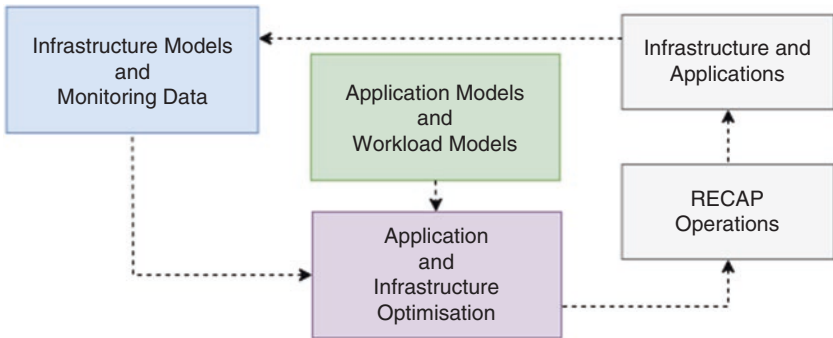 Infrastructure Models
and
Monitoring Data
Application Models
and
Workload Models
Infrastructure and
Applications
RECAP
Operations
Application
and
Infrastructure
Optimisation